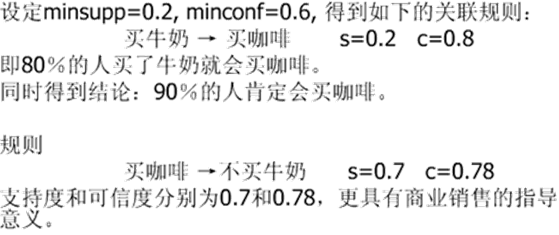 设定minsupp=0.2, minconf=0.6, 得到如下的关联规则：
买牛奶 → 买咖啡 s=0.2 c=0.8
即80%的人买了牛奶就会买咖啡。
同时得到结论：90%的人肯定会买咖啡。
规则
买咖啡 →不买牛奶 s=0.7 c=0.78
支持度和可信度分别为0.7和0.78，更具有商业销售的指导
意义。